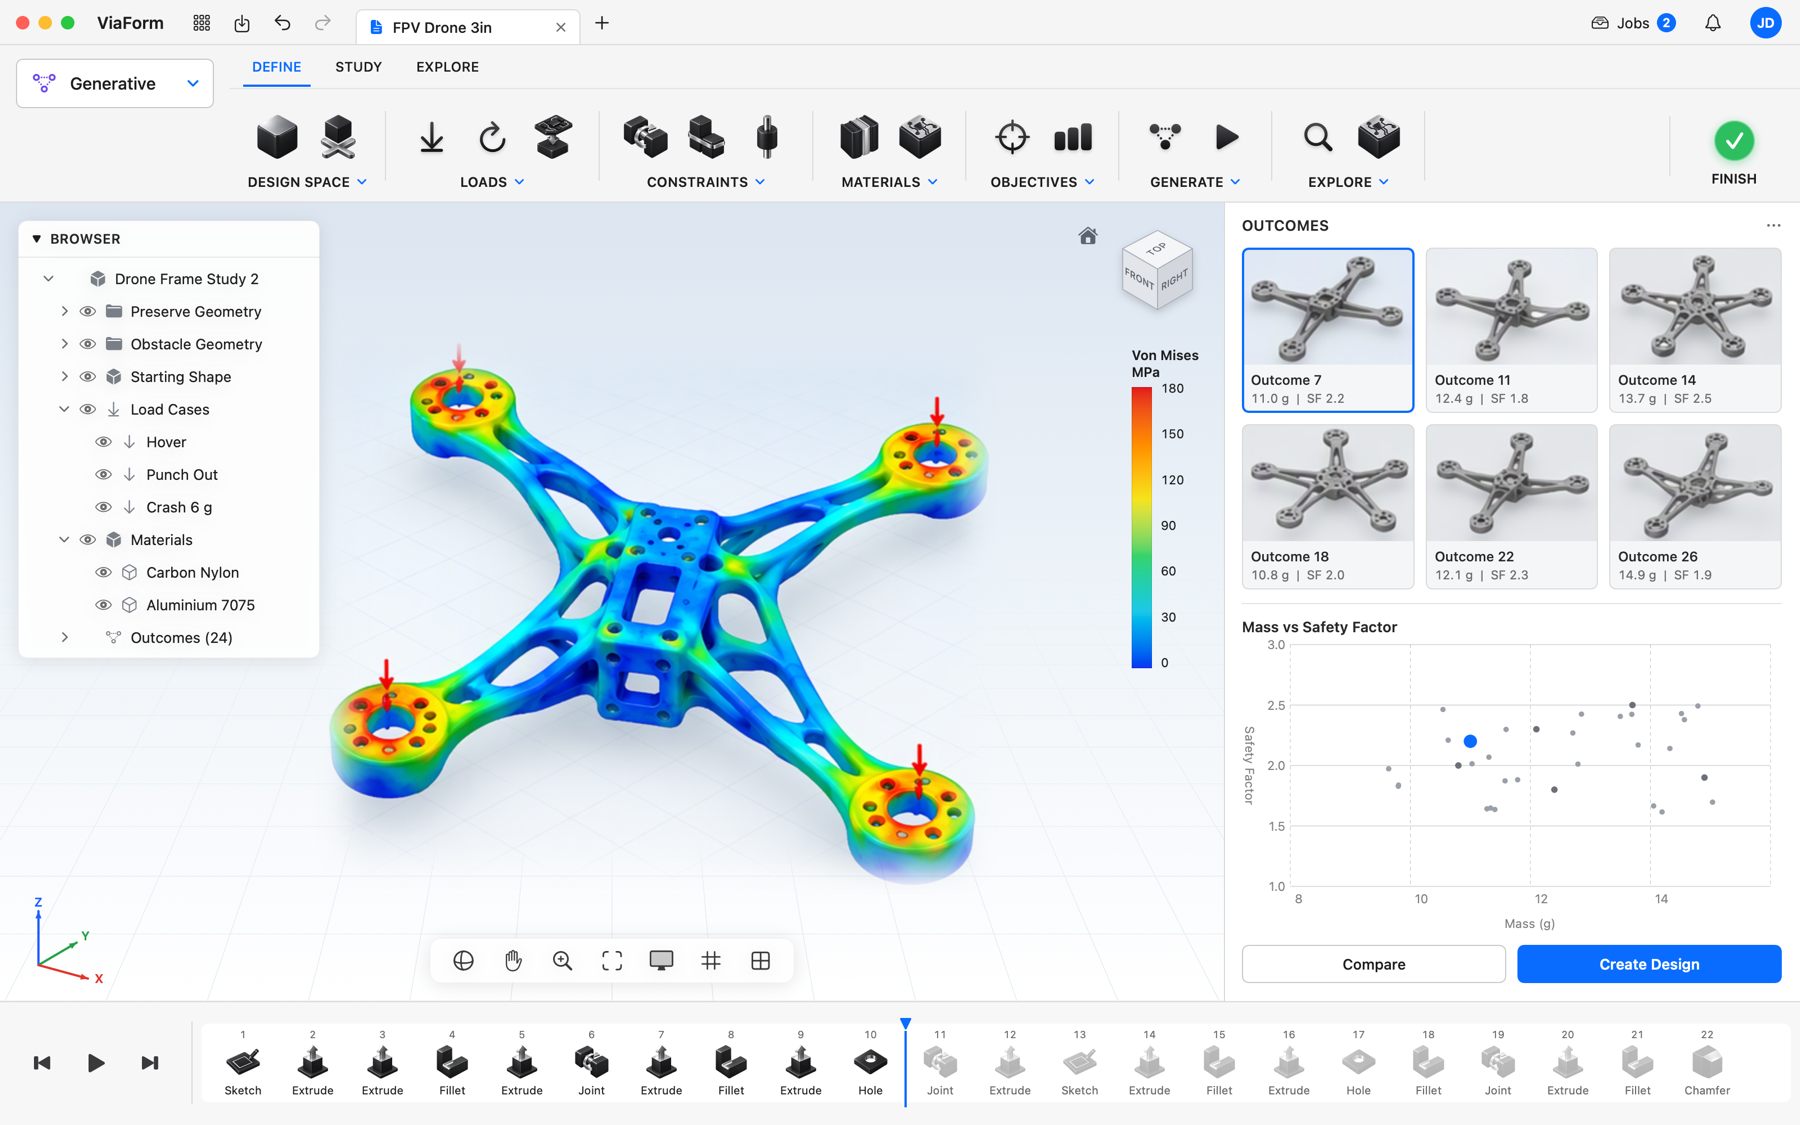 ViaForm
FPV Drone 3in
Jobs 2
JD
Generative
DEFINE STUDY EXPLORE
DESIGN SPACE LOADS CONSTRAINTS MATERIALS OBJECTIVES GENERATE EXPLORE FINISH
BROWSER
Drone Frame Study 2
Preserve Geometry
Obstacle Geometry
Starting Shape
Load Cases
Hover
Punch Out
Crash 6 g
Materials
Carbon Nylon
Aluminium 7075
Outcomes (24)
TOP
FRONT RIGHT
Von Mises
MPa
180
150
120
90
60
30
0
Z
Y
X
OUTCOMES
Outcome 7 Outcome 11 Outcome 14
11.0 g | SF 2.2 12.4 g | SF 1.8 13.7 g | SF 2.5
Outcome 18 Outcome 22 Outcome 26
10.8 g | SF 2.0 12.1 g | SF 2.3 14.9 g | SF 1.9
Mass vs Safety Factor
3.0
2.5
2.0
1.5
1.0
Safety Factor
8 10 12 14
Mass (g)
Compare Create Design
1 2 3 4 5 6 7 8 9 10 11 12 13 14 15 16 17 18 19 20 21 22
Sketch Extrude Extrude Fillet Extrude Joint Extrude Fillet Extrude Hole Joint Extrude Sketch Extrude Fillet Extrude Hole Fillet Joint Extrude Fillet Chamfer